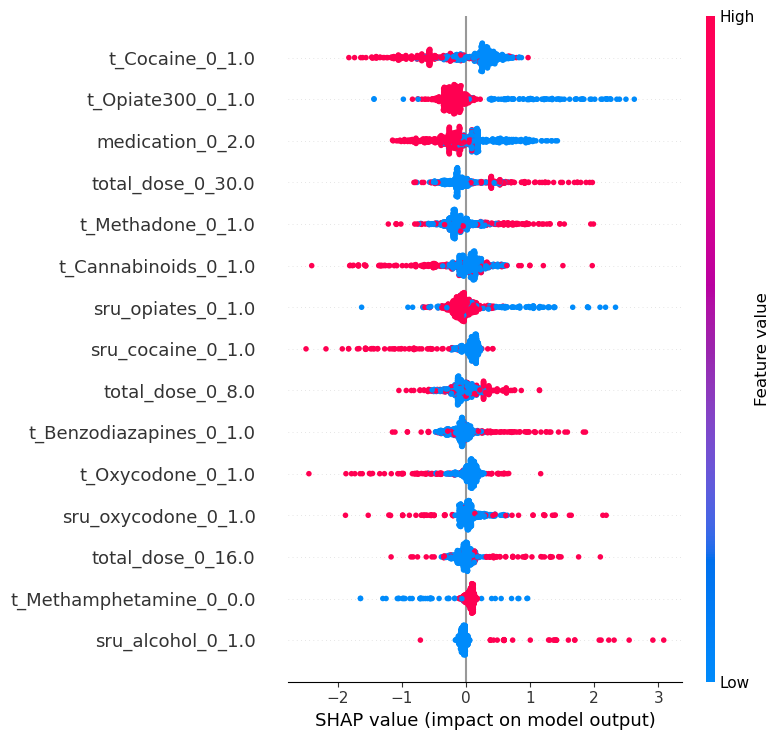 High
t_Cocaine_0_1.0
t_Opiate300_0_1.0
medication_0_2.0
total_dose_0_30.0
t_Methadone_0_1.0
t_Cannabinoids_0_1.0
sru_opiates_0_1.0
sru_cocaine_0_1.0
total_dose_0_8.0
t_Benzodiazapines_0_1.0
t_Oxycodone_0_1.0
sru_oxycodone_0_1.0
total_dose_0_16.0
t_Methamphetamine_0_0.0
sru_alcohol_0_1.0
Feature value
Low
−2 −1 0 1 2 3
SHAP value (impact on model output)